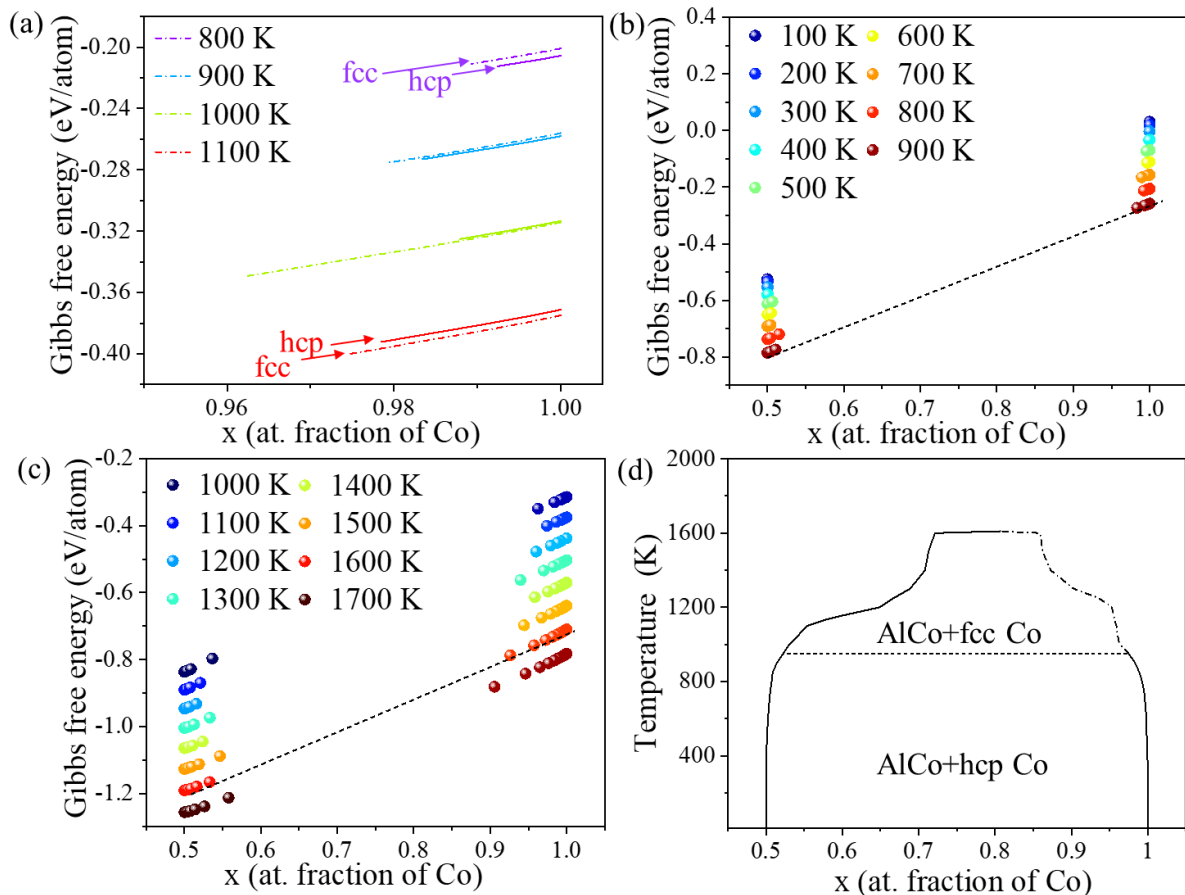 (a)
Gibbs free energy (eV/atom)
-0.20
-0.24
-0.28
-0.32
-0.36
-0.40
800 K
900 K
1000 K
1100 K
fcc
hcp
hcp
fcc
0.96
0.98
1.00
x (at. fraction of Co)
(b)
Gibbs free energy (eV/atom)
0.4
0.2
0.0
-0.2
-0.4
-0.6
-0.8
100 K 600 K
200 K 700 K
300 K 800 K
400 K 900 K
500 K
0.5 0.6 0.7 0.8 0.9 1.0
x (at. fraction of Co)
(c)
Gibbs free energy (eV/atom)
-0.2
-0.4
-0.6
-0.8
-1.0
-1.2
1000 K 1400 K
1100 K 1500 K
1200 K 1600 K
1300 K 1700 K
0.5 0.6 0.7 0.8 0.9 1.0
x (at. fraction of Co)
(d)
Temperature (K)
2000
1600
1200
800
400
AlCo+fcc Co
AlCo+hcp Co
0.5 0.6 0.7 0.8 0.9 1
x (at. fraction of Co)